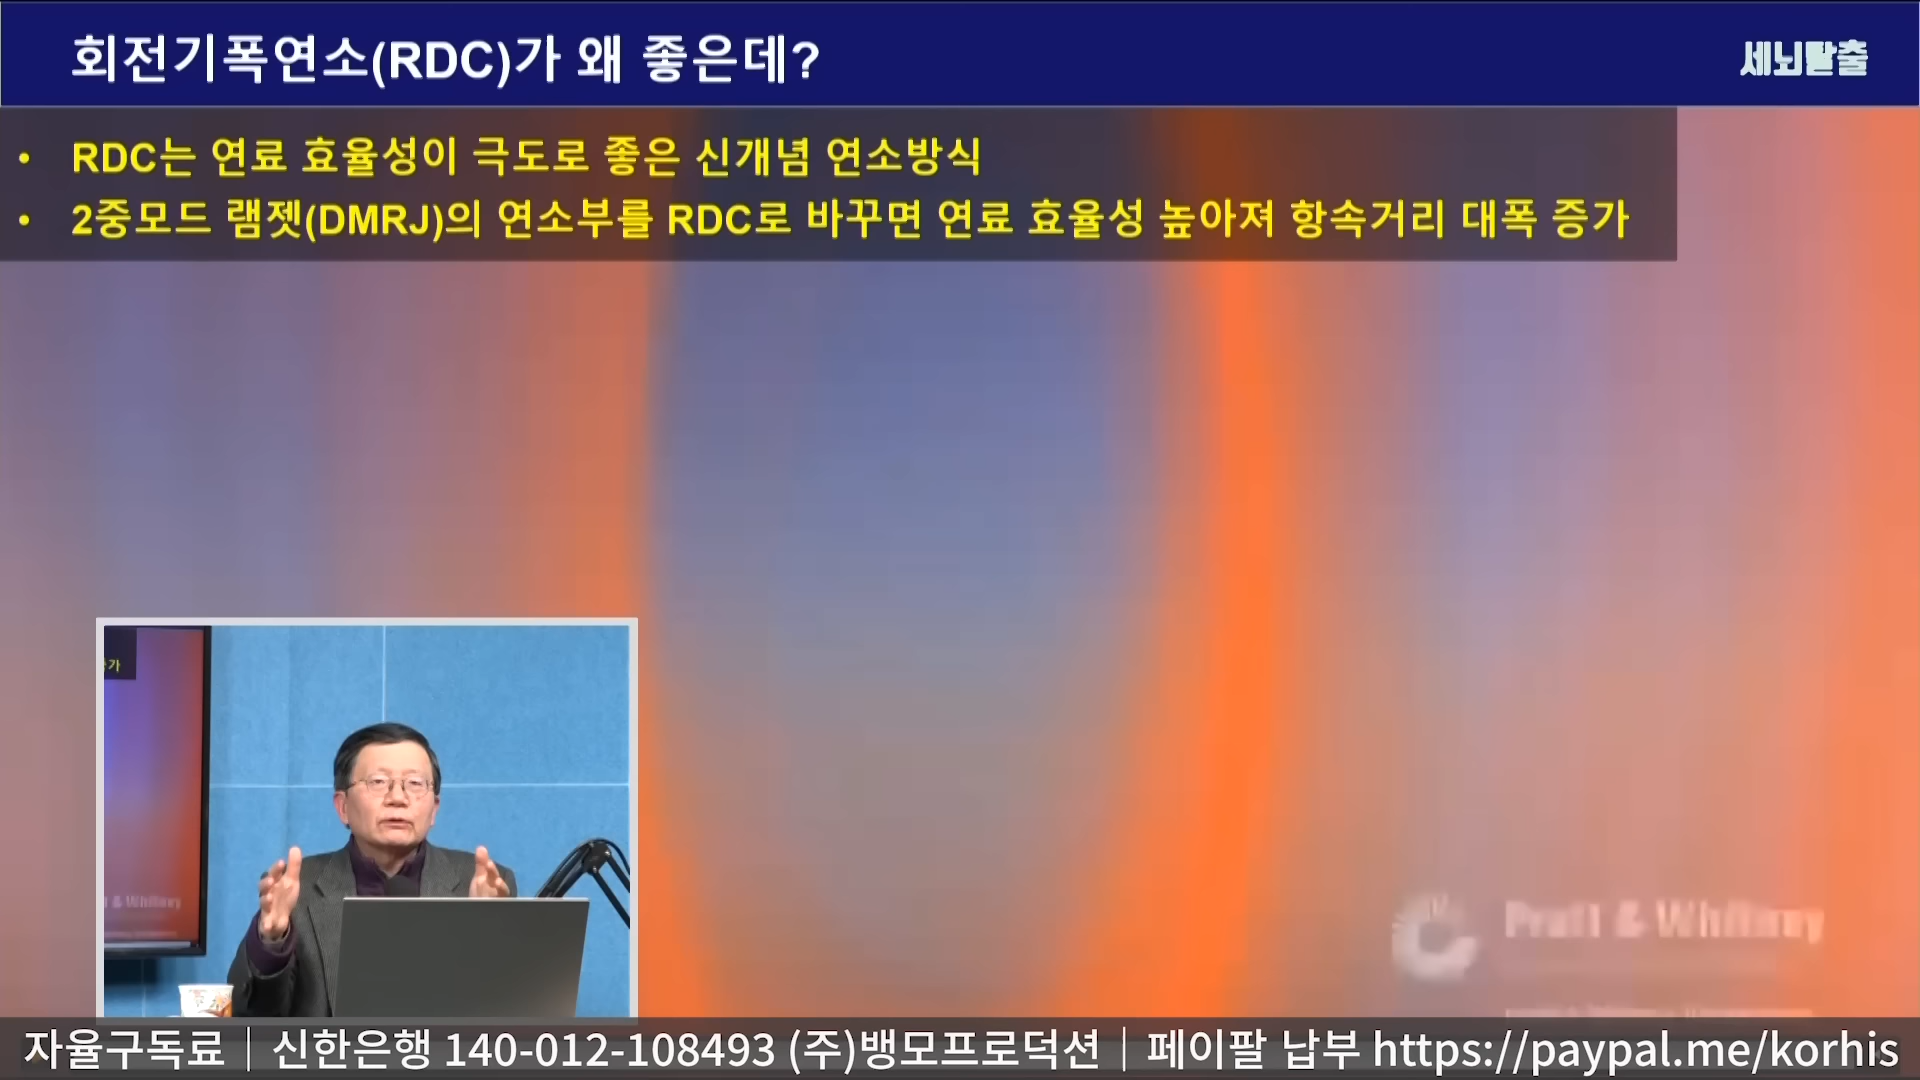 회전기폭연소(RDC)가 왜 좋은데?
세뇌탈출
• RDC는 연료 효율성이 극도로 좋은 신개념 연소방식
• 2중모드 램젯(DMRJ)의 연소부를 RDC로 바꾸면 연료 효율성 높아져 항속거리 대폭 증가
가
& Whitney
Pratt & Whitney
자율구독료 | 신한은행 140-012-108493 (주)뱅모프로덕션 | 페이팔 납부 https://paypal.me/korhis